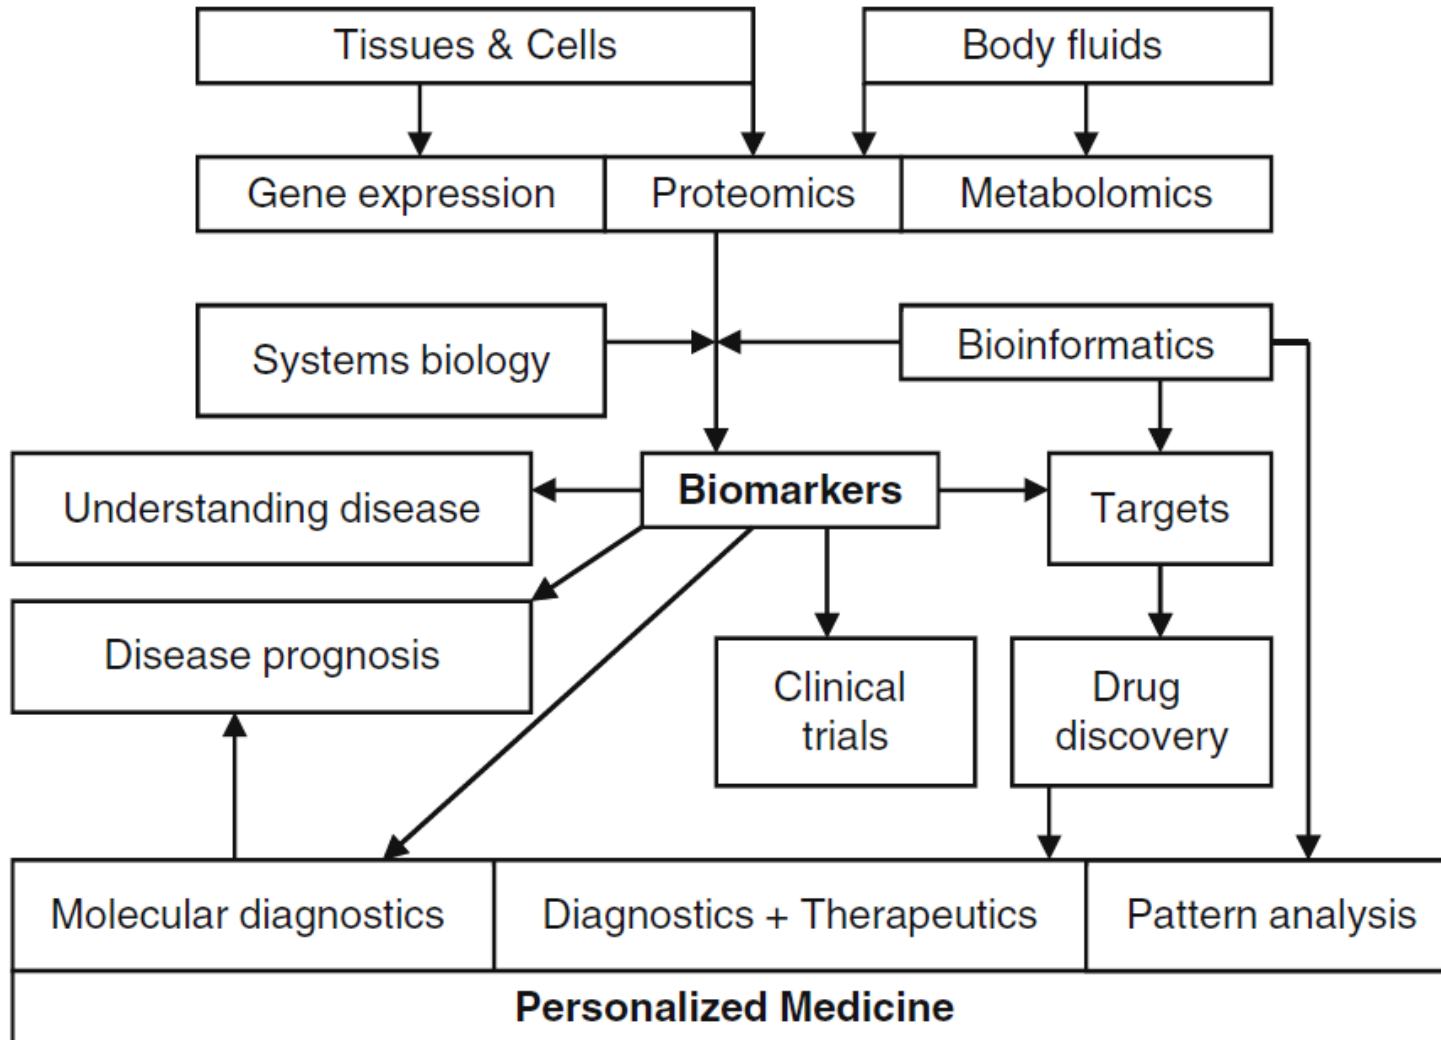 Tissues & Cells
Body fluids
Gene expression
Proteomics
Metabolomics
Systems biology
Bioinformatics
Understanding disease
Biomarkers
Targets
Disease prognosis
Clinical
trials
Drug
discovery
Molecular diagnostics
Diagnostics + Therapeutics
Pattern analysis
Personalized Medicine